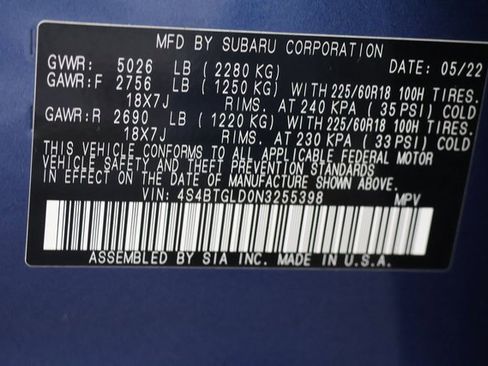 MFD BY SUBARU CORPORATION DATE: 05/22
GVWR: 5026 LB ( 2280 KG)
GAWR:F 2756 LB ( 1250 KG) WITH 225/60R18 100H TIRES.
18X7J RIMS. AT 240 KPA ( 35 PSI) COLD
GAWR:R 2690 LB ( 1220 KG) WITH 225/60R18 100H TIRES.
18X7J RIMS. AT 230 KPA ( 33 PSI) COLD
THIS VEHICLE CONFORMS TO ALL APPLICABLE FEDERAL MOTOR
VEHICLE SAFETY AND THEFT PREVENTION STANDARDS
IN EFFECT ON THE DATE OF MANUFACTURE SHOWN ABOVE.
VIN: 4S4BTGLD0N3255398 MPV
ASSEMBLED BY SIA INC. MADE IN U.S.A.